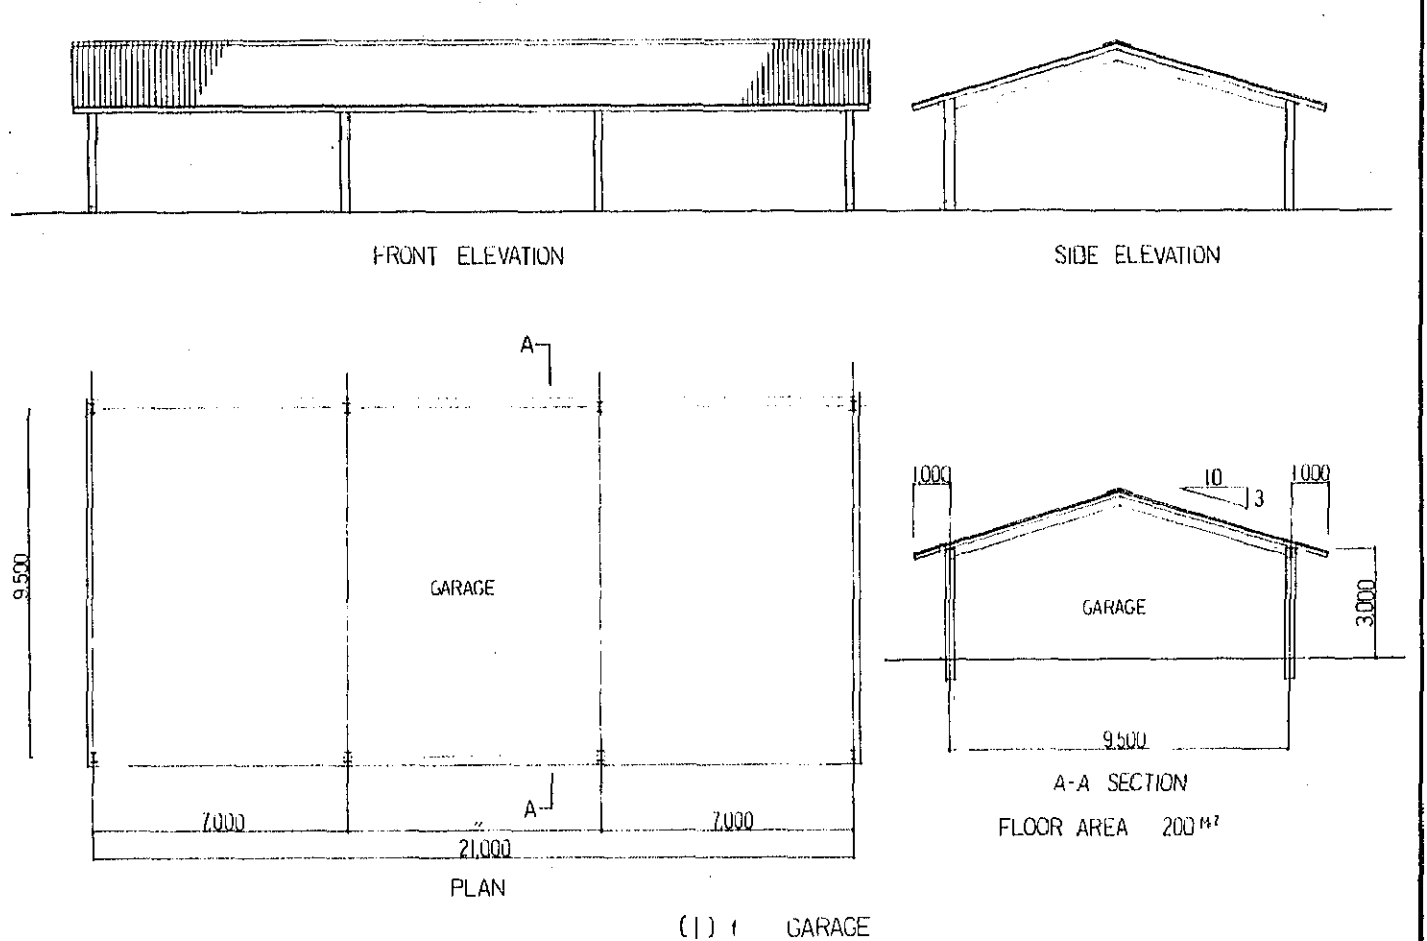 FRONT ELEVATION
SIDE ELEVATION
A
9.500
GARAGE
A
7.000 〃 7.000
21,000
PLAN
1.000
10
3
1.000
GARAGE
3.000
9.500
A-A SECTION
FLOOR AREA 200 M²
GARAGE